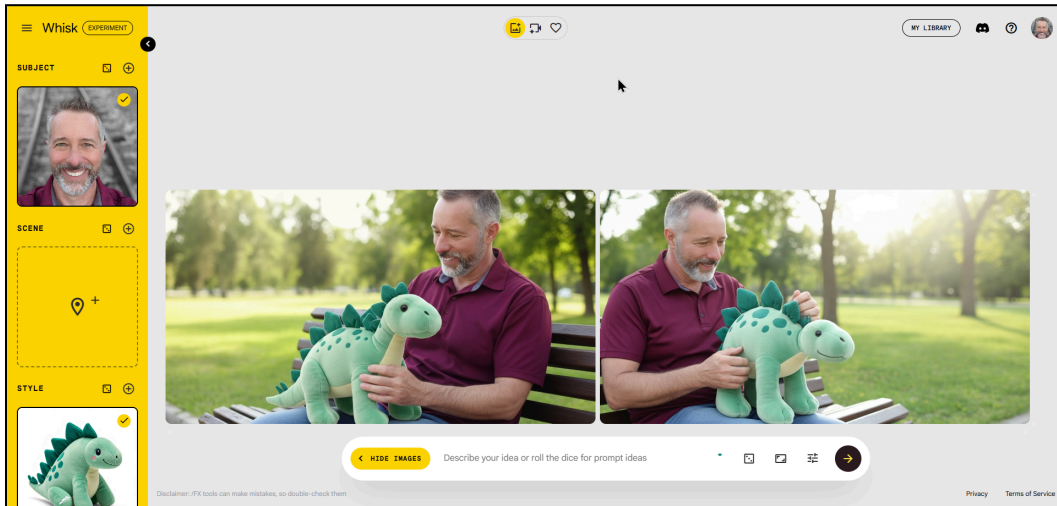 Whisk EXPERIMENT
MY LIBRARY
SUBJECT
SCENE
STYLE
HIDE IMAGES
Describe your idea or roll the dice for prompt ideas
Disclaimer: /FX tools can make mistakes, so double-check them
Privacy Terms of Service